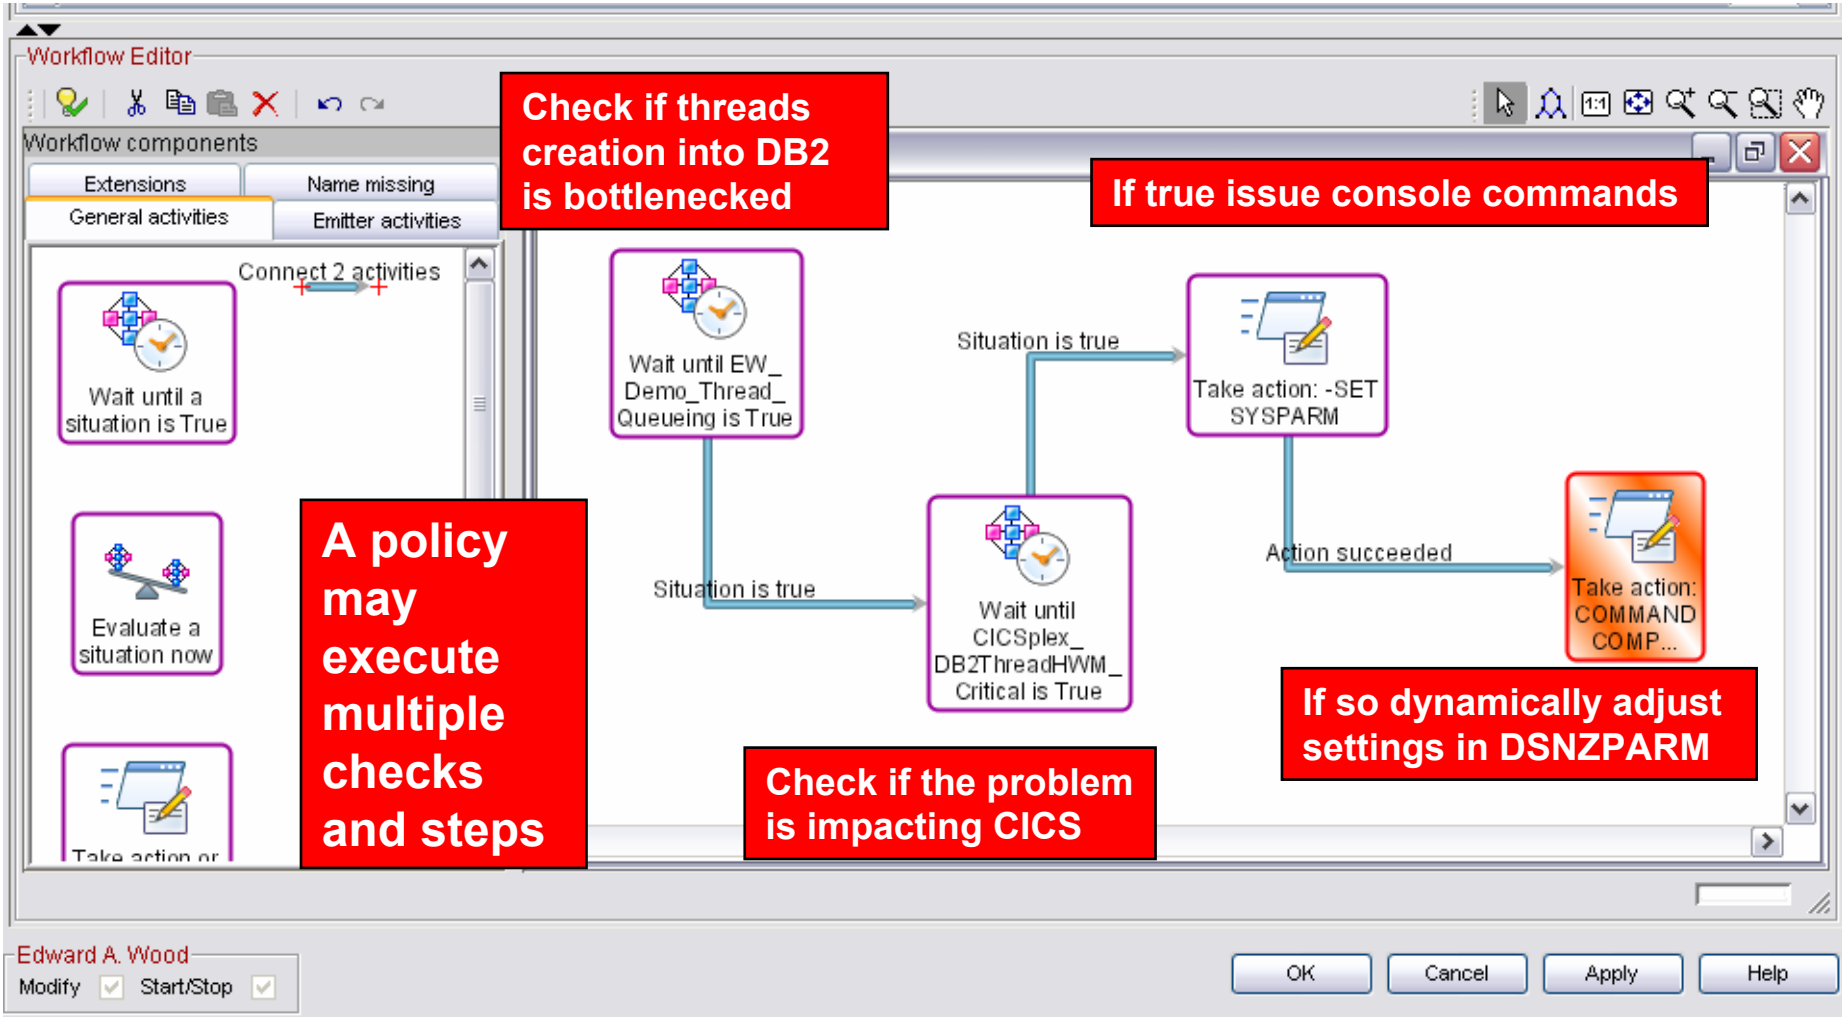 Workflow Editor
Check if threads
creation into DB2
is bottlenecked
1:1
Workflow components
Extensions
Name missing
General activities
Emitter activities
If true issue console commands
Connect 2 activities
Wait until a
situation is True
Evaluate a
situation now
Take action or
A policy
may
execute
multiple
checks
and steps
Wait until EW_
Demo_Thread_
Queueing is True
Situation is true
Wait until
CICSplex_
DB2ThreadHWM_
Critical is True
Situation is true
Take action: -SET
SYSPARM
Action succeeded
Take action:
COMMAND
COMP...
If so dynamically adjust
settings in DSNZPARM
Check if the problem
is impacting CICS
Edward A. Wood
Modify
Start/Stop
OK
Cancel
Apply
Help